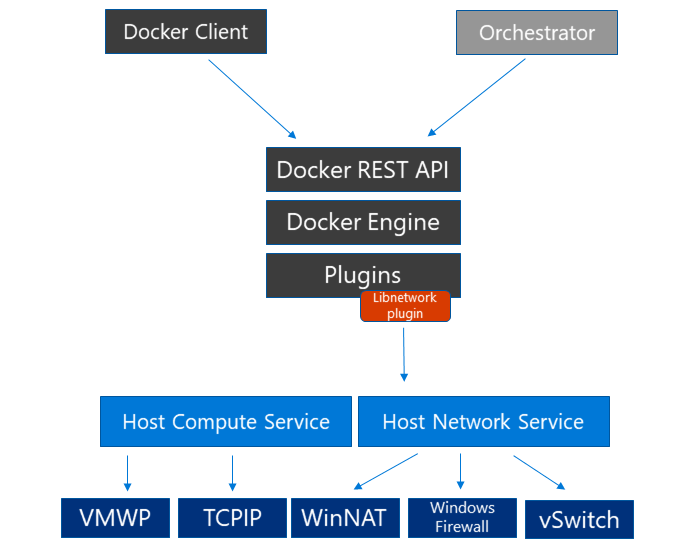 Docker Client
Orchestrator
Docker REST API
Docker Engine
Plugins
Libnetwork
plugin
Host Compute Service
Host Network Service
VMWP
TCPIP
WinNAT
Windows
Firewall
vSwitch